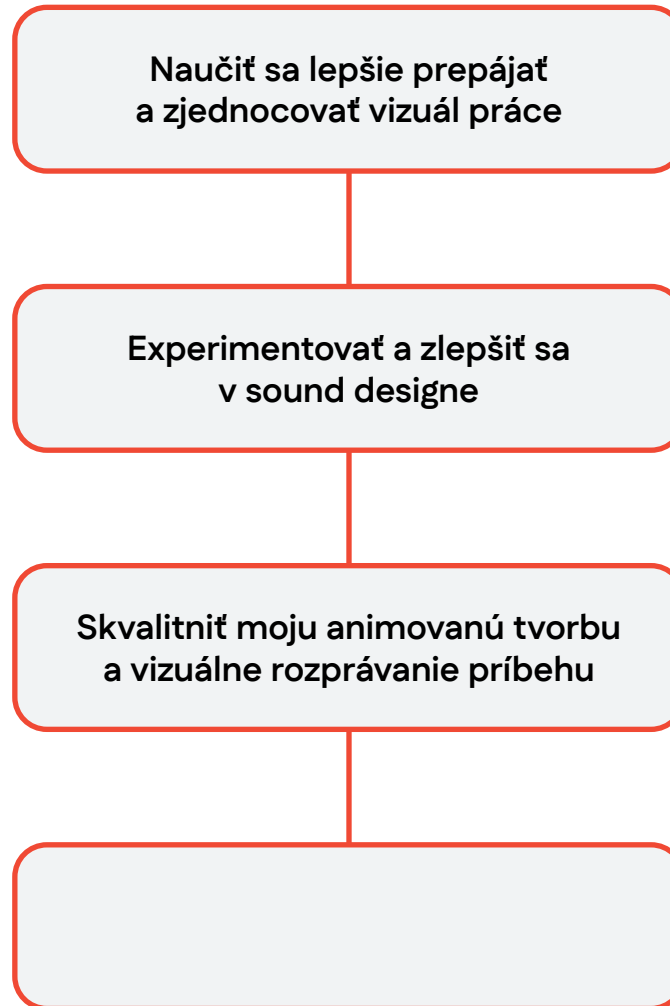 Naučiť sa lepšie prepájať
a zjednocovať vizuál práce
Experimentovať a zlepšiť sa
v sound designe
Skvalitniť moju animovanú tvorbu
a vizuálne rozprávanie príbehu